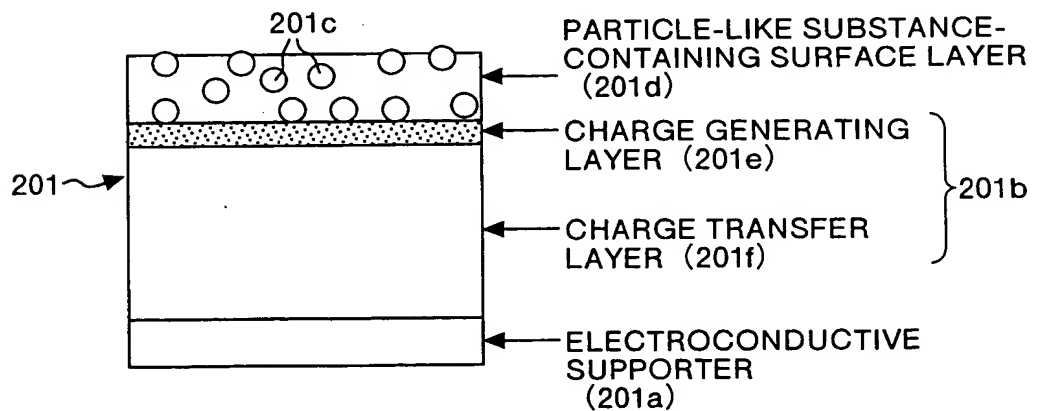 201c
PARTICLE-LIKE SUBSTANCE-
CONTAINING SURFACE LAYER
(201d)
CHARGE GENERATING
LAYER (201e)
201
201b
CHARGE TRANSFER
LAYER (201f)
ELECTROCONDUCTIVE
SUPPORTER
(201a)